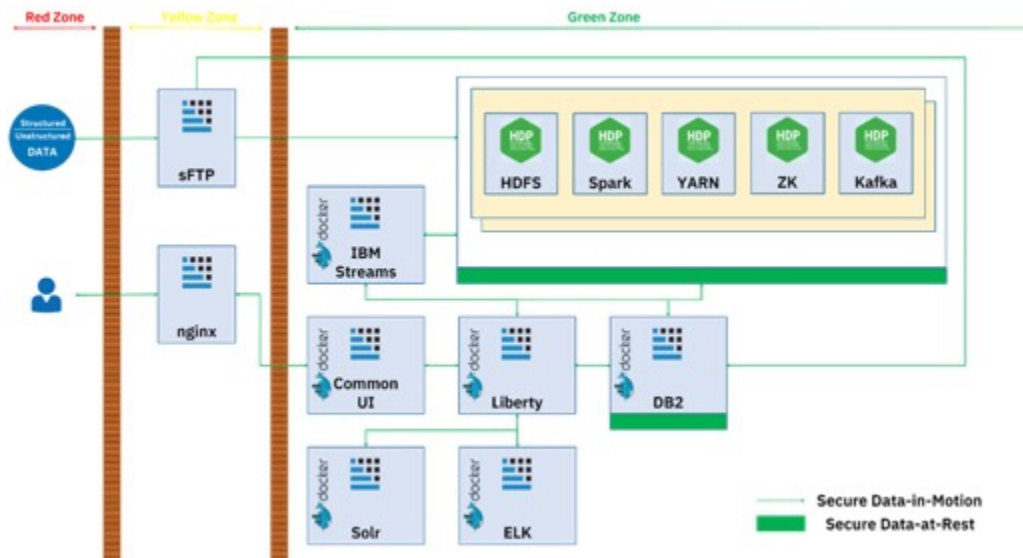 Red Zone
Yellow Zone
Green Zone
Structured
Unstructured
DATA
sFTP
HDP
HDFS
HDP
Spark
HDP
YARN
HDP
ZK
HDP
Kafka
docker
IBM
Streams
nginx
docker
Common
UI
docker
Liberty
docker
DB2
docker
Solr
docker
ELK
Secure Data-in-Motion
Secure Data-at-Rest